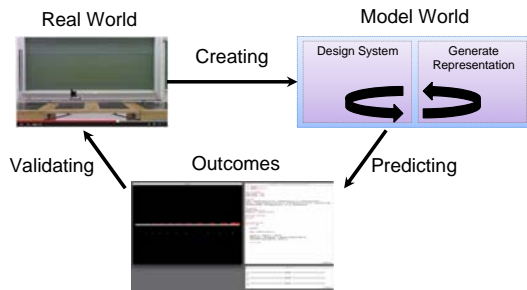 Real World
Model World
Creating
Design System
Generate
Representation
Validating
Outcomes
Predicting